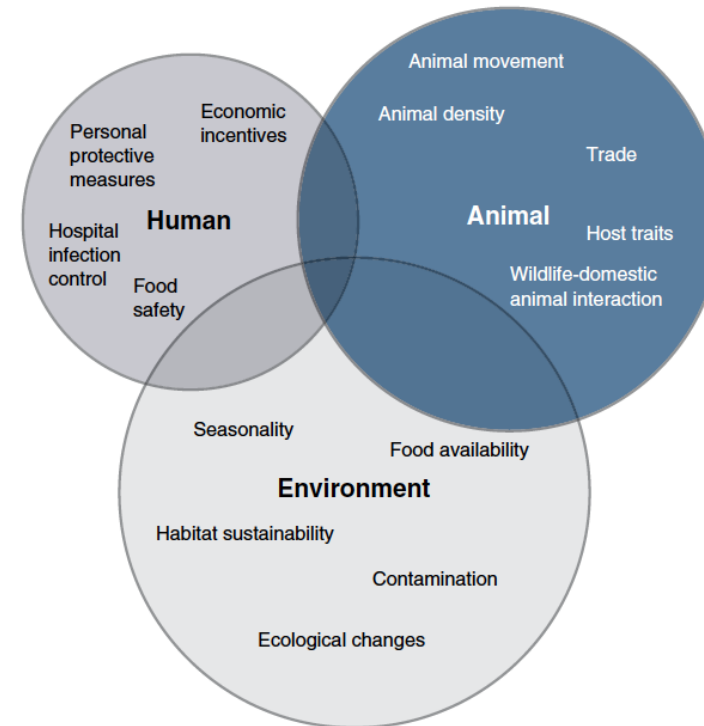 Animal movement
Economic
incentives
Animal density
Personal
protective
measures
Trade
Human
Animal
Hospital
infection
control
Host traits
Food
safety
Wildlife-domestic
animal interaction
Seasonality
Food availability
Environment
Habitat sustainability
Contamination
Ecological changes